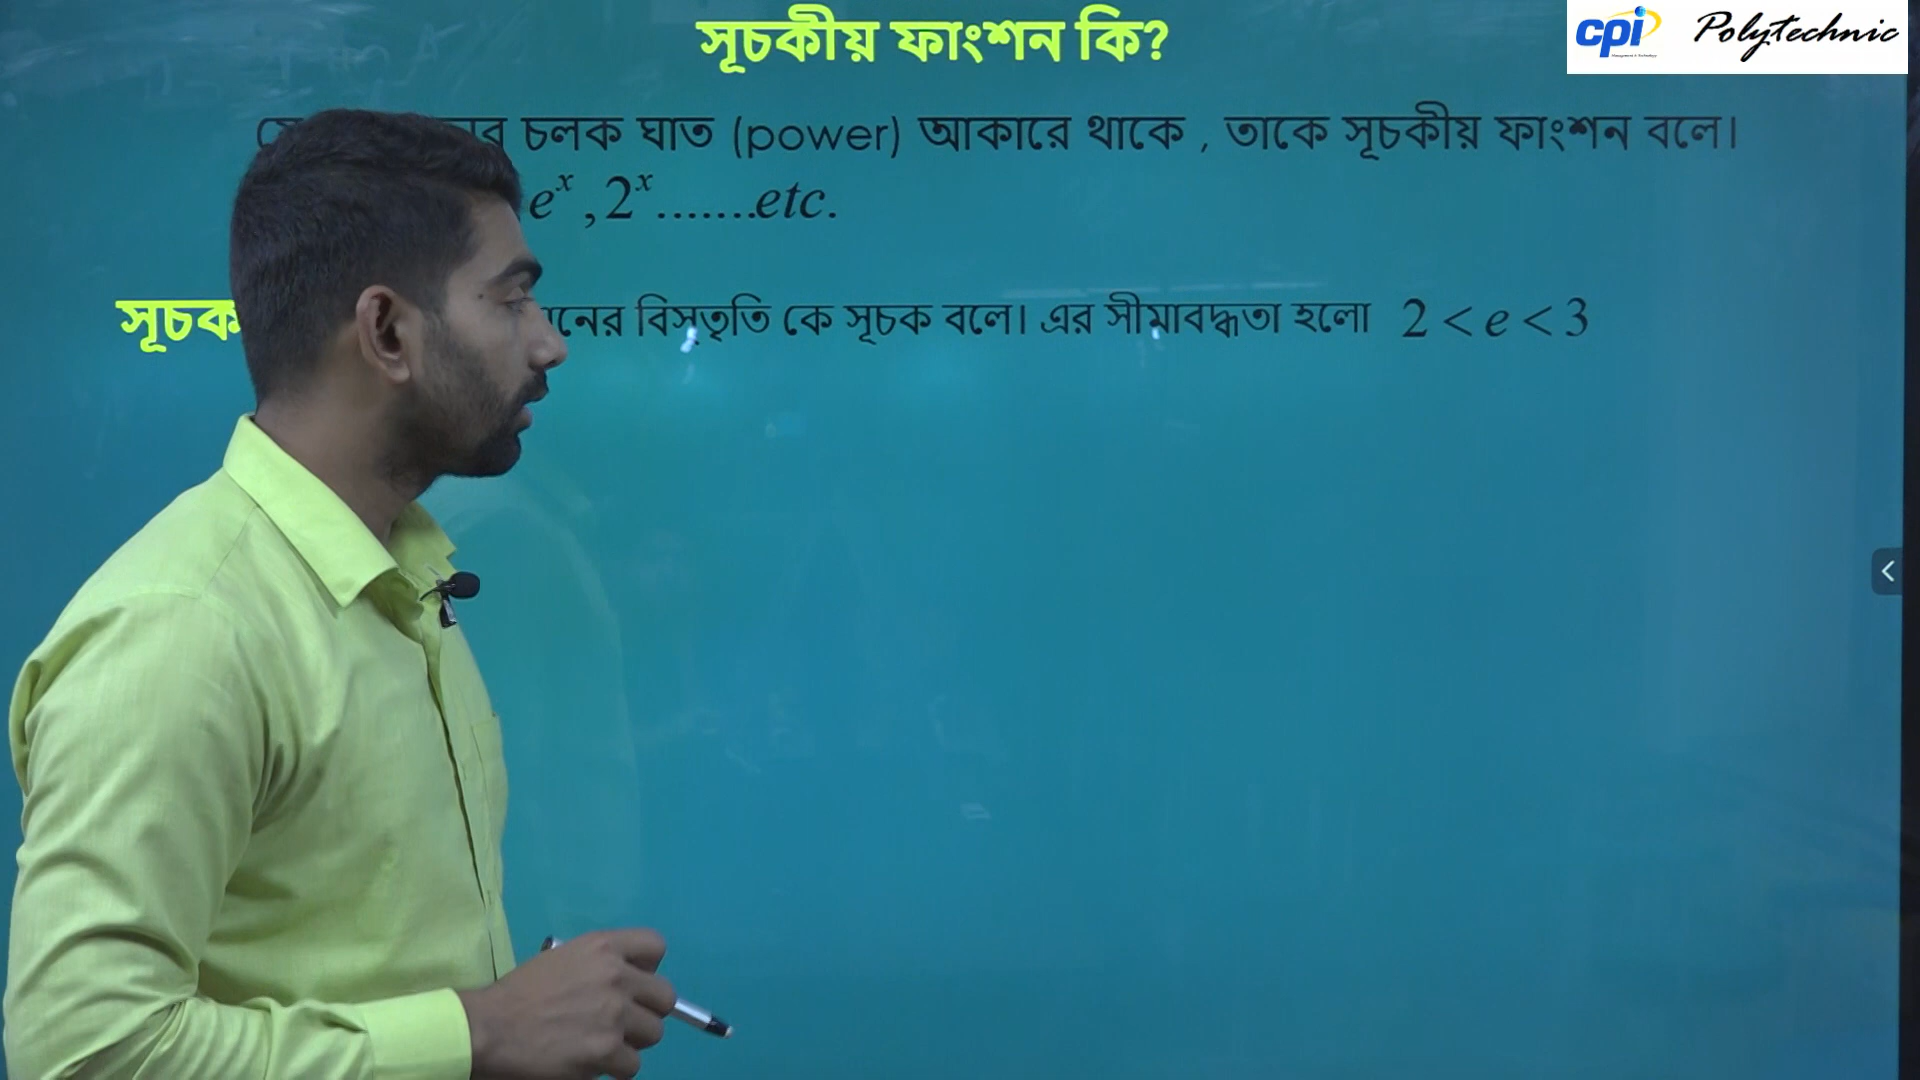 সূচকীয় ফাংশন কি?
cpi Polytechnic
চলক ঘাত (power) আকারে থাকে , তাকে সূচকীয় ফাংশন বলে।
e^x , 2^x .......etc.
সূচক বিস্তৃতি কে সূচক বলে। এর সীমাবদ্ধতা হলো 2 < e < 3